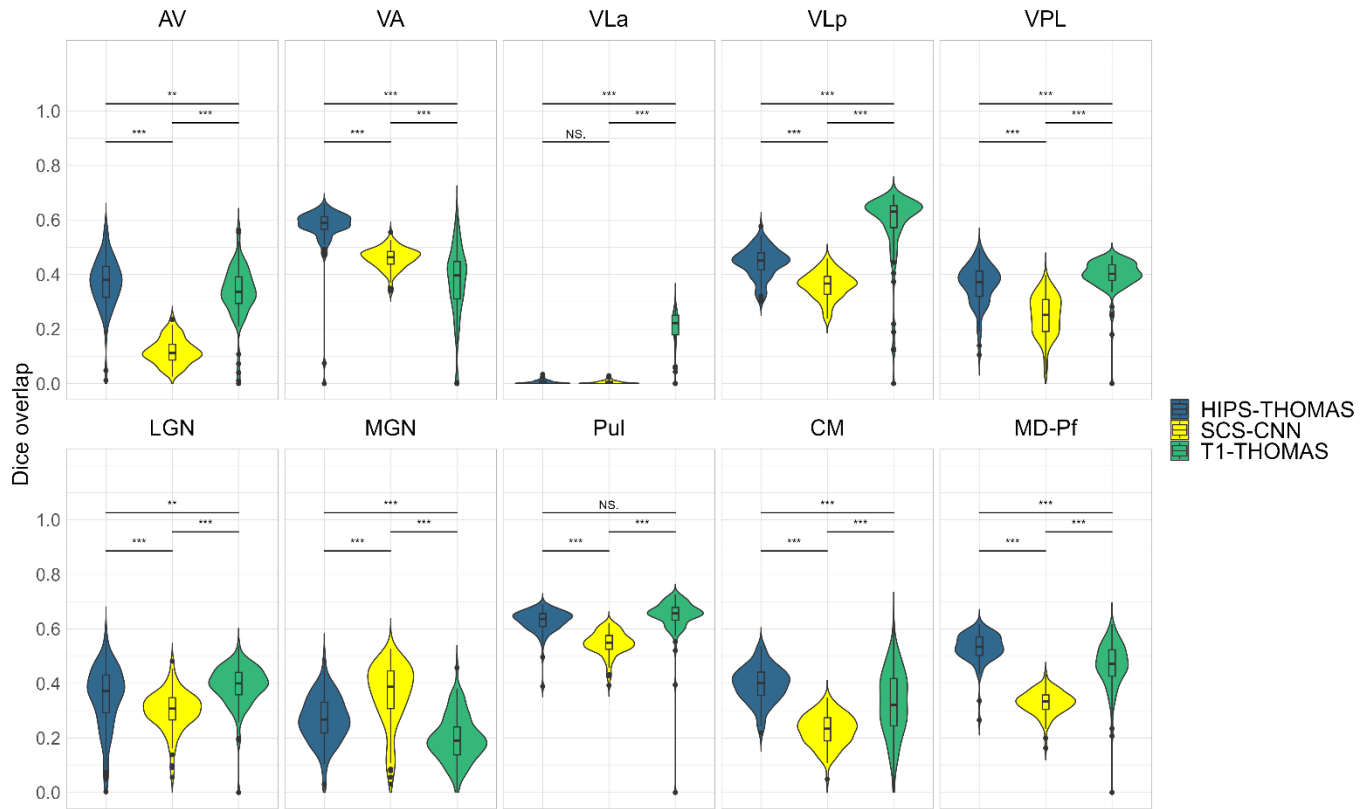 AV VA VLa VLp VPL
** *** *** *** ***
*** *** *** *** ***
*** *** NS. *** ***
1.0
0.8
0.6
0.4
0.2
0.0
Dice overlap
LGN MGN Pul CM MD-Pf
** *** NS. *** ***
*** *** *** *** ***
*** *** *** *** ***
1.0
0.8
0.6
0.4
0.2
0.0
HIPS-THOMAS
SCS-CNN
T1-THOMAS